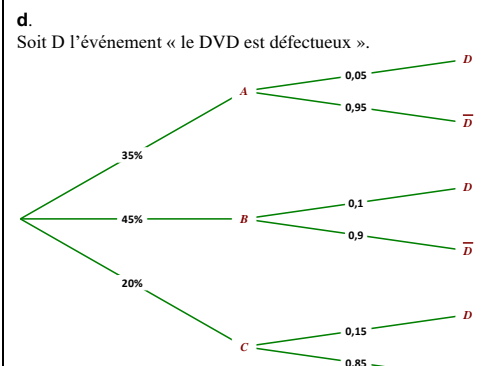 d.
Soit D l'événement « le DVD est défectueux ».
D
0,05
A
0,95
D̅
35%
D
0,1
45%
B
0,9
D̅
20%
D
0,15
C
0,85